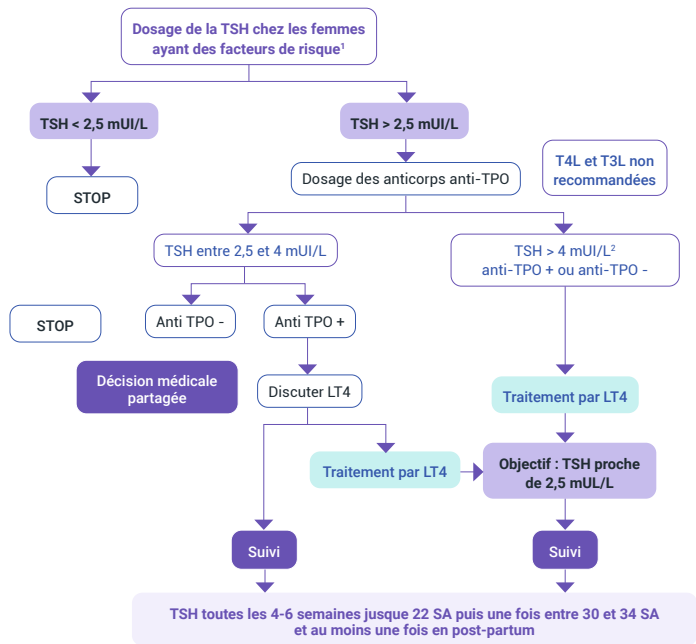 Dosage de la TSH chez les femmes
ayant des facteurs de risque¹
TSH < 2,5 mUI/L
TSH > 2,5 mUI/L
T4L et T3L non
recommandées
STOP
Dosage des anticorps anti-TPO
TSH entre 2,5 et 4 mUI/L
TSH > 4 mUI/L²
anti-TPO + ou anti-TPO -
STOP
Anti TPO -
Anti TPO +
Décision médicale
partagée
Discuter LT4
Traitement par LT4
Traitement par LT4
Objectif : TSH proche
de 2,5 mUL/L
Suivi
Suivi
TSH toutes les 4-6 semaines jusque 22 SA puis une fois entre 30 et 34 SA
et au moins une fois en post-partum